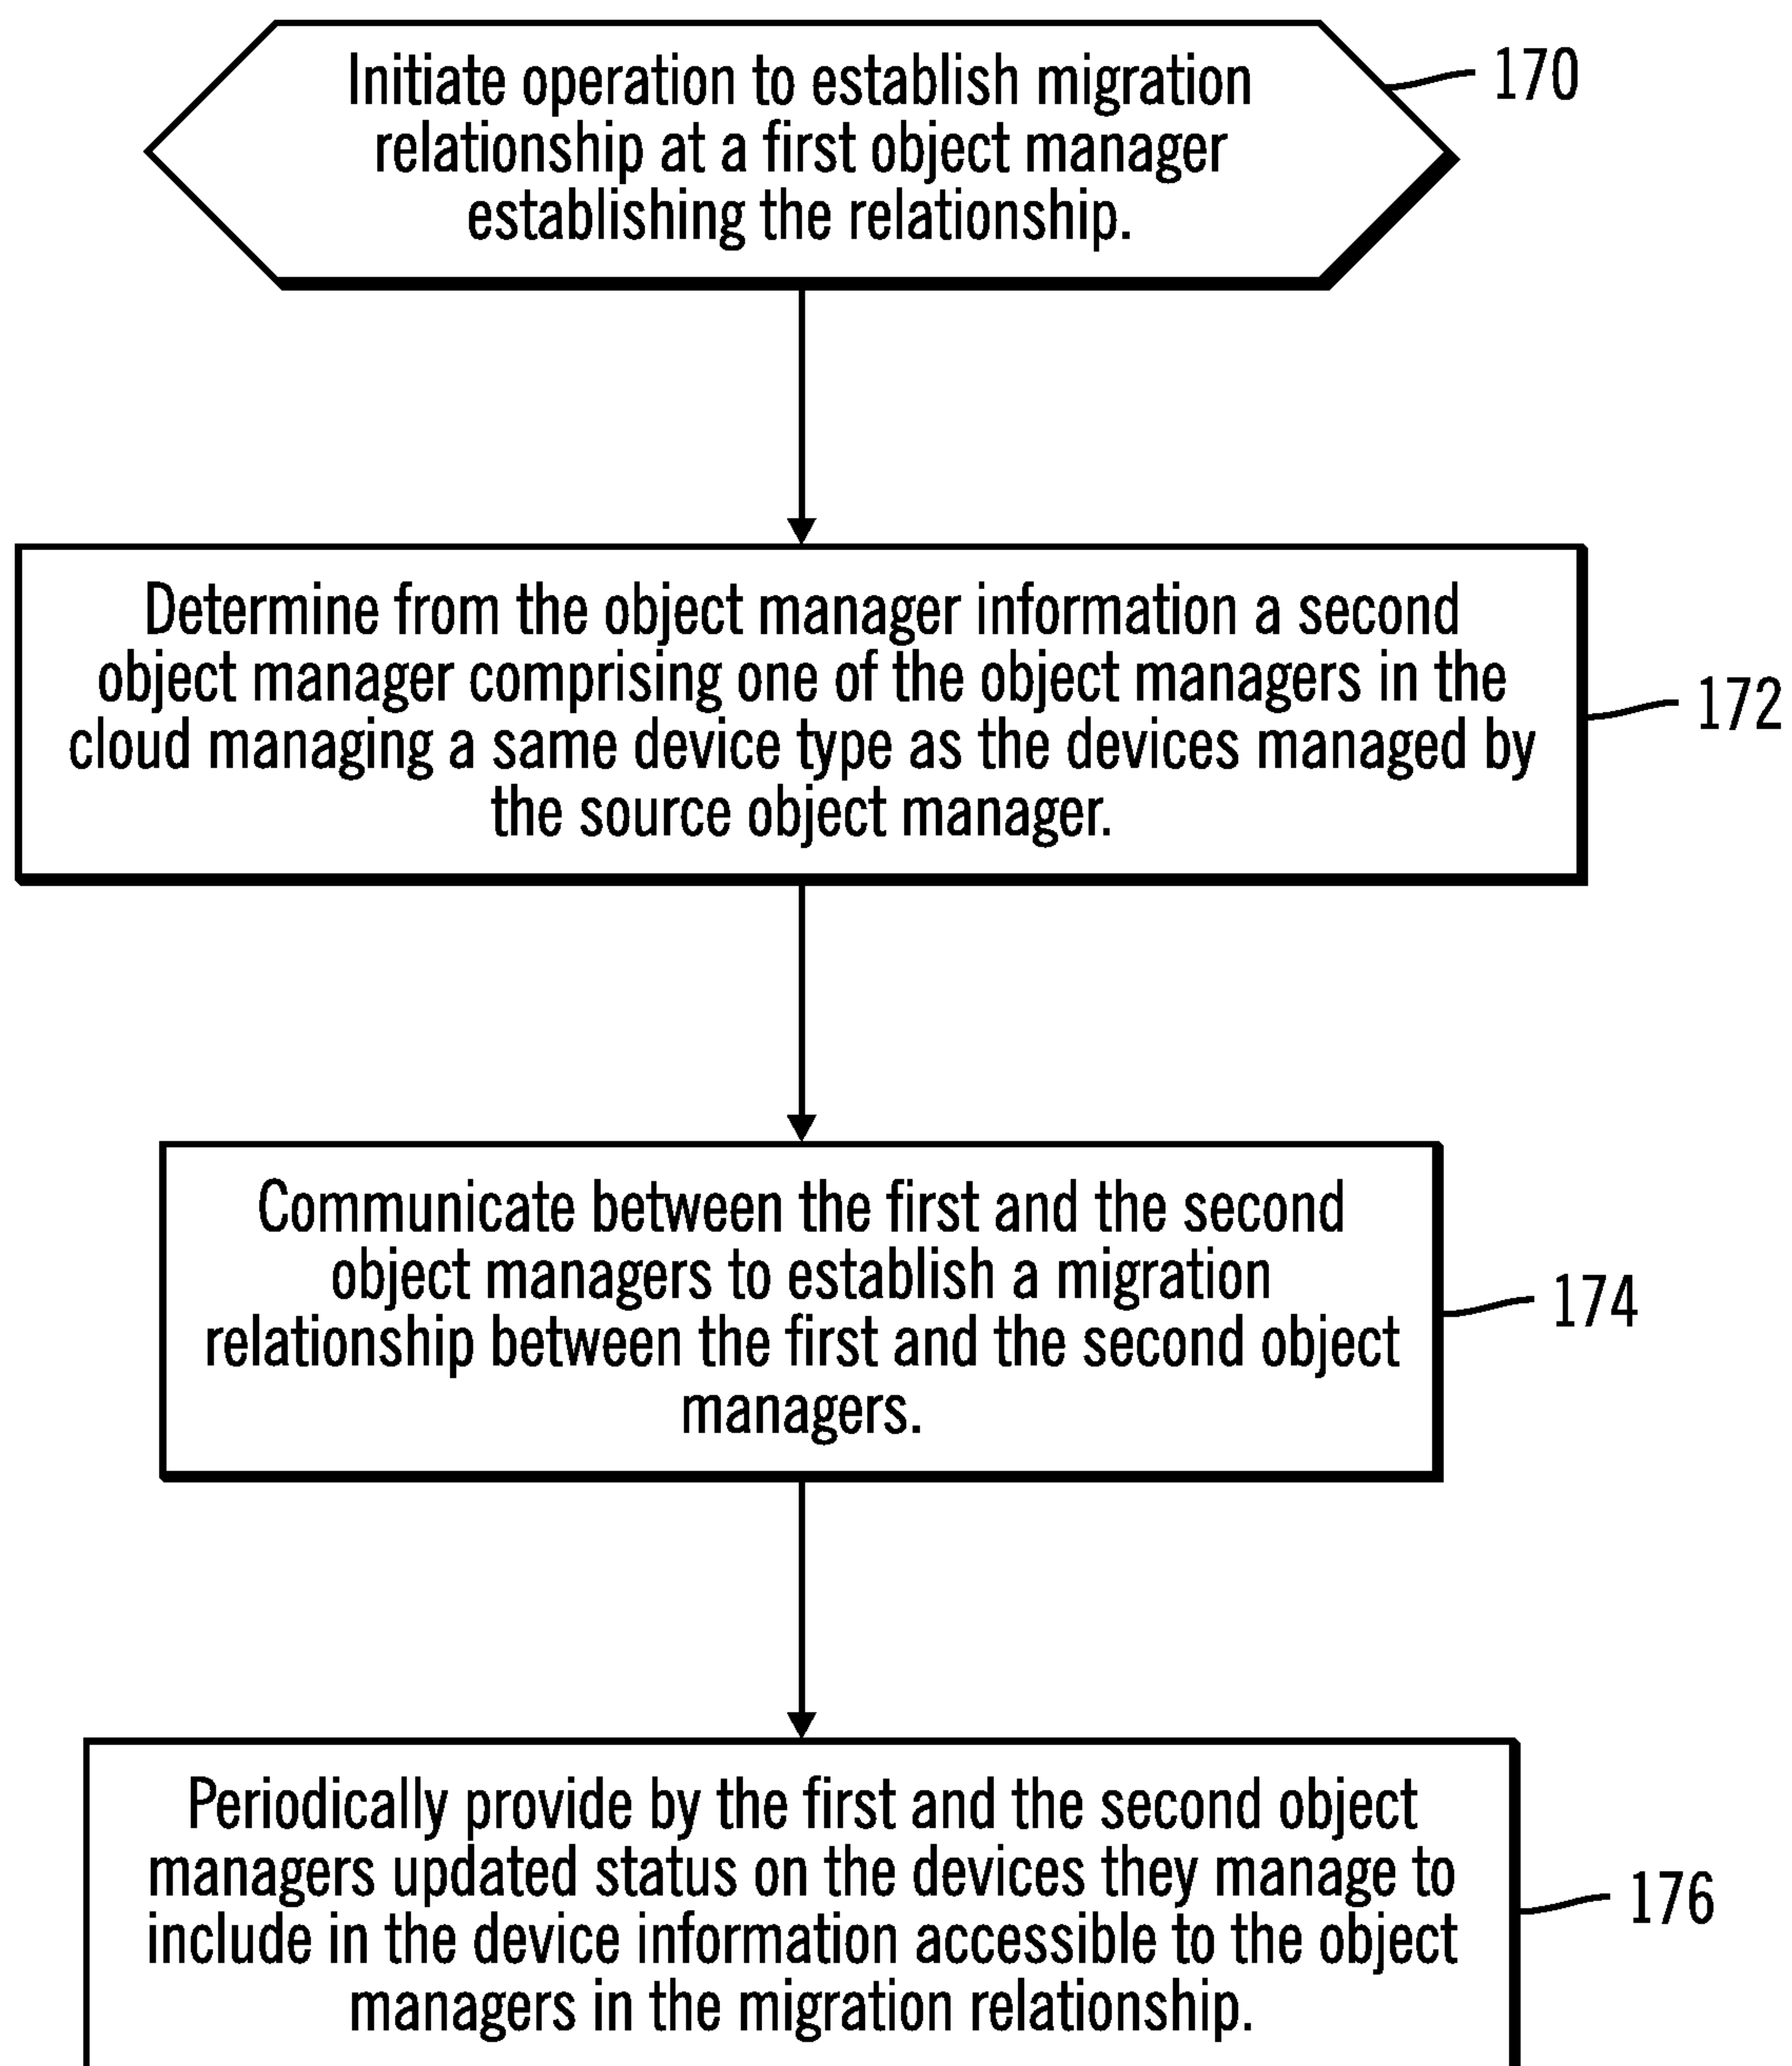 Initiate operation to establish migration
relationship at a first object manager
establishing the relationship.
170
Determine from the object manager information a second
object manager comprising one of the object managers in the
cloud managing a same device type as the devices managed by
the source object manager.
172
Communicate between the first and the second
object managers to establish a migration
relationship between the first and the second object
managers.
174
Periodically provide by the first and the second object
managers updated status on the devices they manage to
include in the device information accessible to the object
managers in the migration relationship.
176